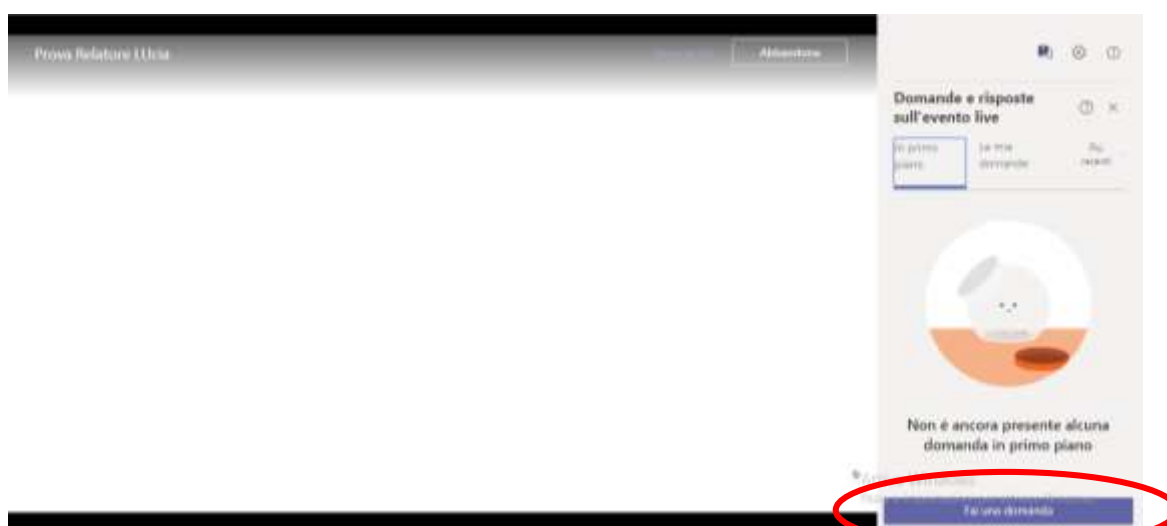 Prova Relatore LUcia
Abbandona
Domande e risposte
sull'evento live
In primo
piano
Le mie
domande
Più
recenti
Non è ancora presente alcuna
domanda in primo piano
Fai una domanda